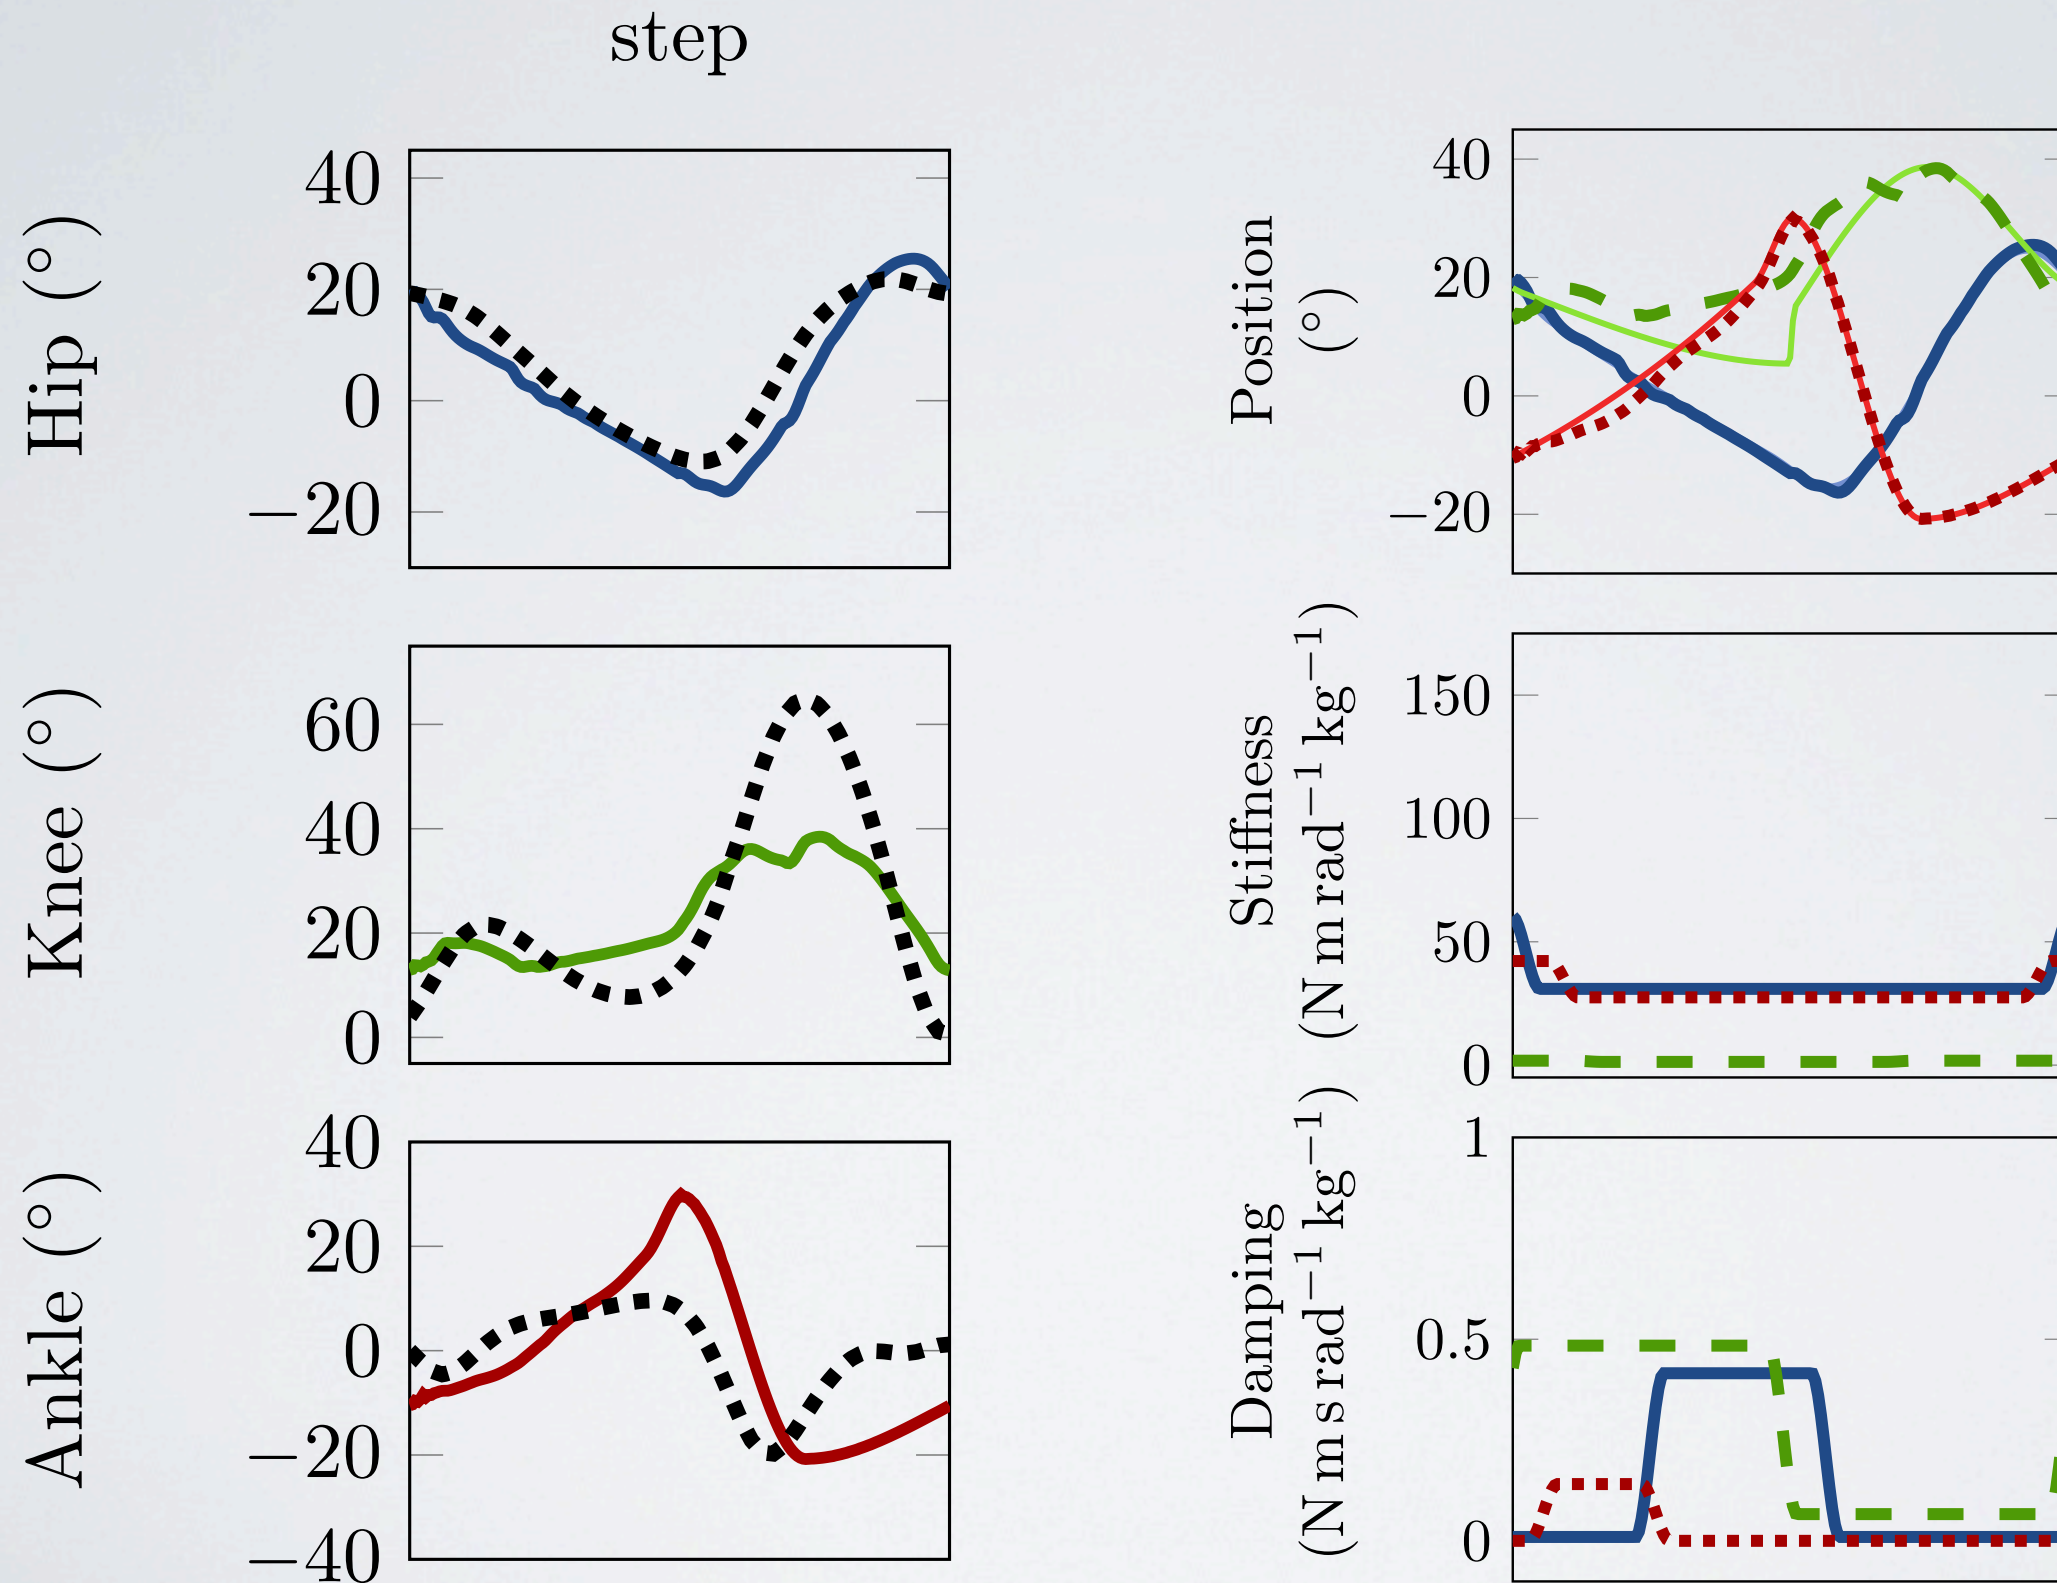 step
Hip (°)
40
20
0
−20
Knee (°)
60
40
20
0
Ankle (°)
40
20
0
−20
−40
Position
(°)
40
20
0
−20
Stiffness
(N m rad⁻¹ kg⁻¹)
150
100
50
0
Damping
(N m s rad⁻¹ kg⁻¹)
1
0.5
0